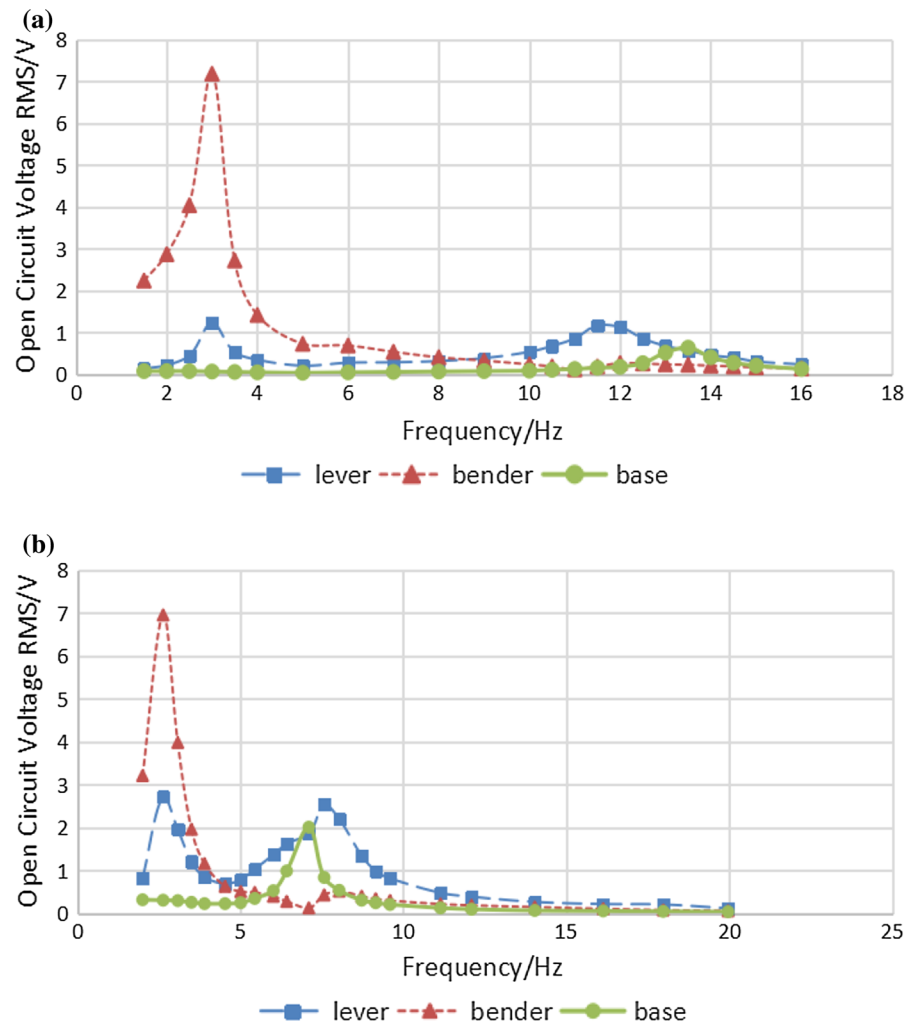 (a)
Open Circuit Voltage RMS/V
8
7
6
5
4
3
2
1
0
0 2 4 6 8 10 12 14 16 18
Frequency/Hz
lever bender base
(b)
Open Circuit Voltage RMS/V
8
7
6
5
4
3
2
1
0
0 5 10 15 20 25
Frequency/Hz
lever bender base